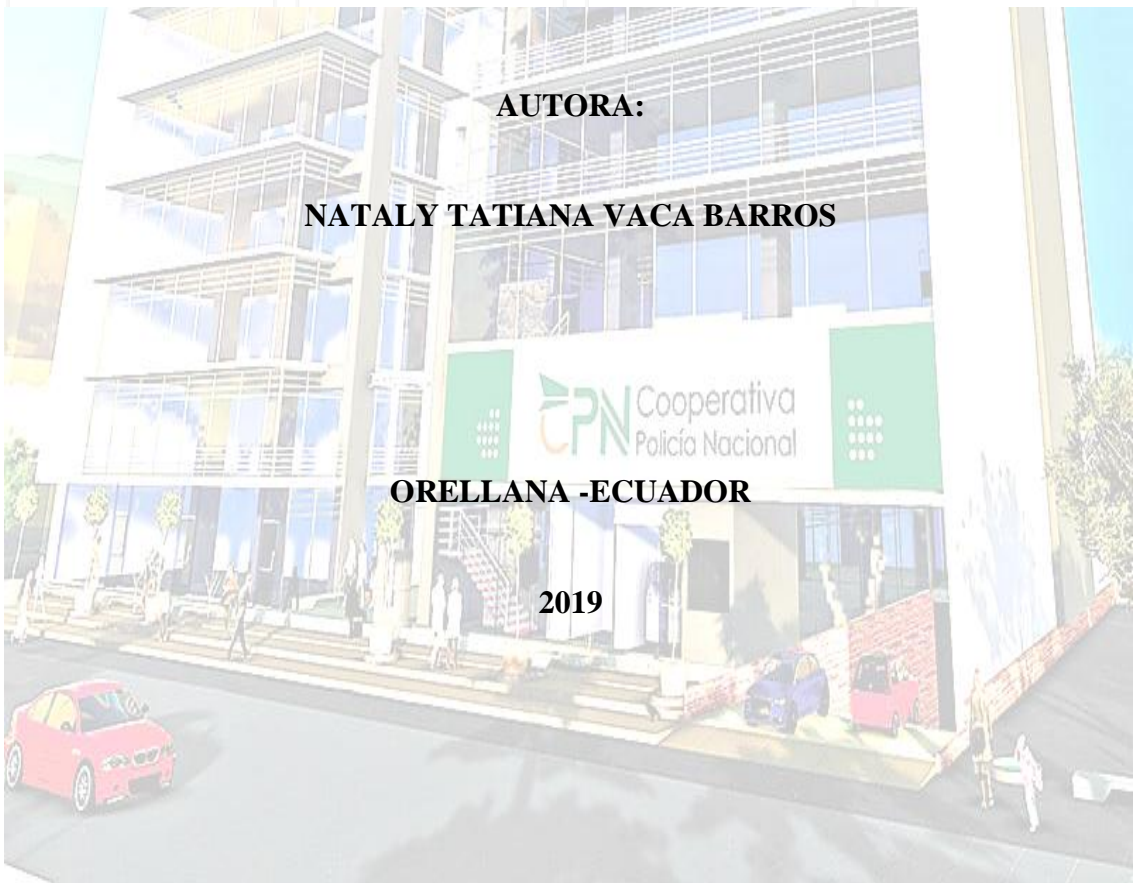 AUTORA:
NATALY TATIANA VACA BARROS
CPN Cooperativa
Policía Nacional
ORELLANA -ECUADOR
2019